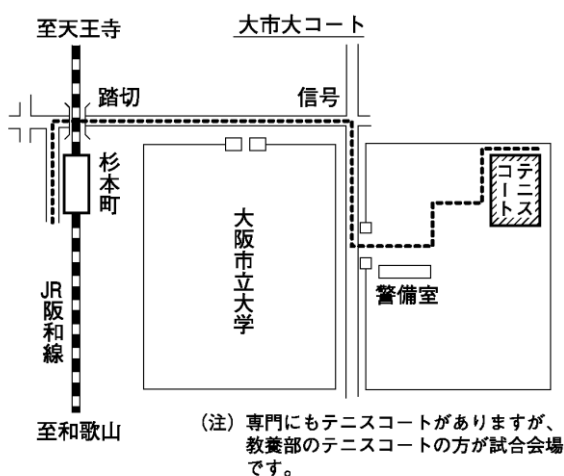 至天王寺
大市大コート
踏切
信号
杉本町
テニス
コート
大阪市立大学
警備室
JR阪和線
至和歌山
(注) 専門にもテニスコートがありますが、
教養部のテニスコートの方が試合会場
です。